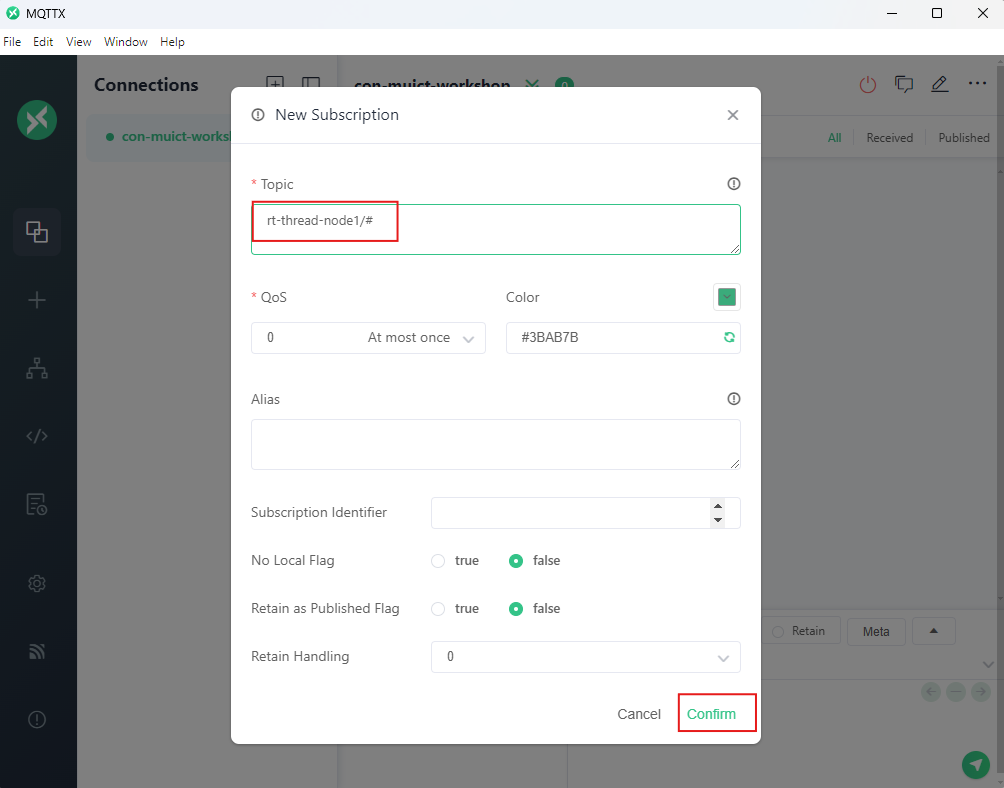 MQTTX
File Edit View Window Help
Connections
con-muict-workshop
0
con-muict-works
All Received Published
New Subscription
* Topic
rt-thread-node1/#
* QoS
Color
0 At most once
#3BAB7B
Alias
Subscription Identifier
No Local Flag
true false
Retain as Published Flag
true false
Retain Handling
0
Cancel
Confirm
Retain
Meta